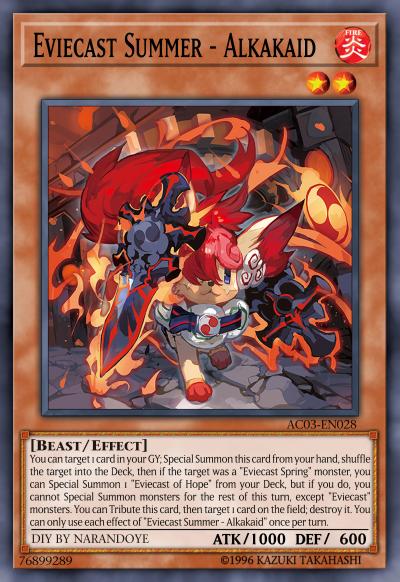 Eviecast Summer - Alkakaid
FIRE
炎
AC03-EN028
[Beast/Effect]
You can target 1 card in your GY; Special Summon this card from your hand, shuffle
the target into the Deck, then if the target was a "Eviecast Spring" monster, you
can Special Summon 1 "Eviecast of Hope" from your Deck, but if you do, you
cannot Special Summon monsters for the rest of this turn, except "Eviecast"
monsters. You can Tribute this card, then target 1 card on the field; destroy it. You
can only use each effect of "Eviecast Summer - Alkakaid" once per turn.
DIY BY NARANDOYE
ATK/1000 DEF/ 600
76899289
©1996 KAZUKI TAKAHASHI